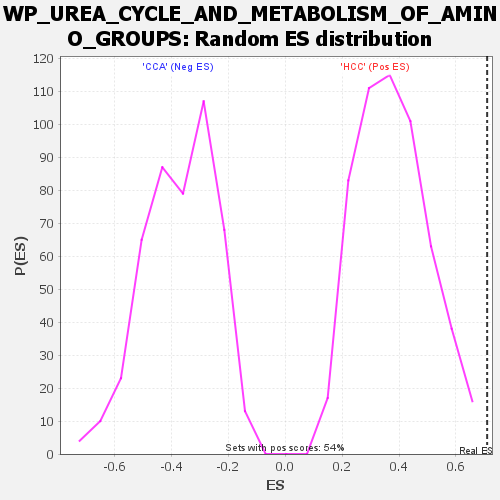 WP_UREA_CYCLE_AND_METABOLISM_OF_AMIN
O_GROUPS: Random ES distribution
'CCA' (Neg ES)
'HCC' (Pos ES)
120
110
100
90
80
70
60
50
40
30
20
10
0
P(ES)
Sets with pos scores: 54%
Real ES
-0.6
-0.4
-0.2
0.0
0.2
0.4
0.6
ES